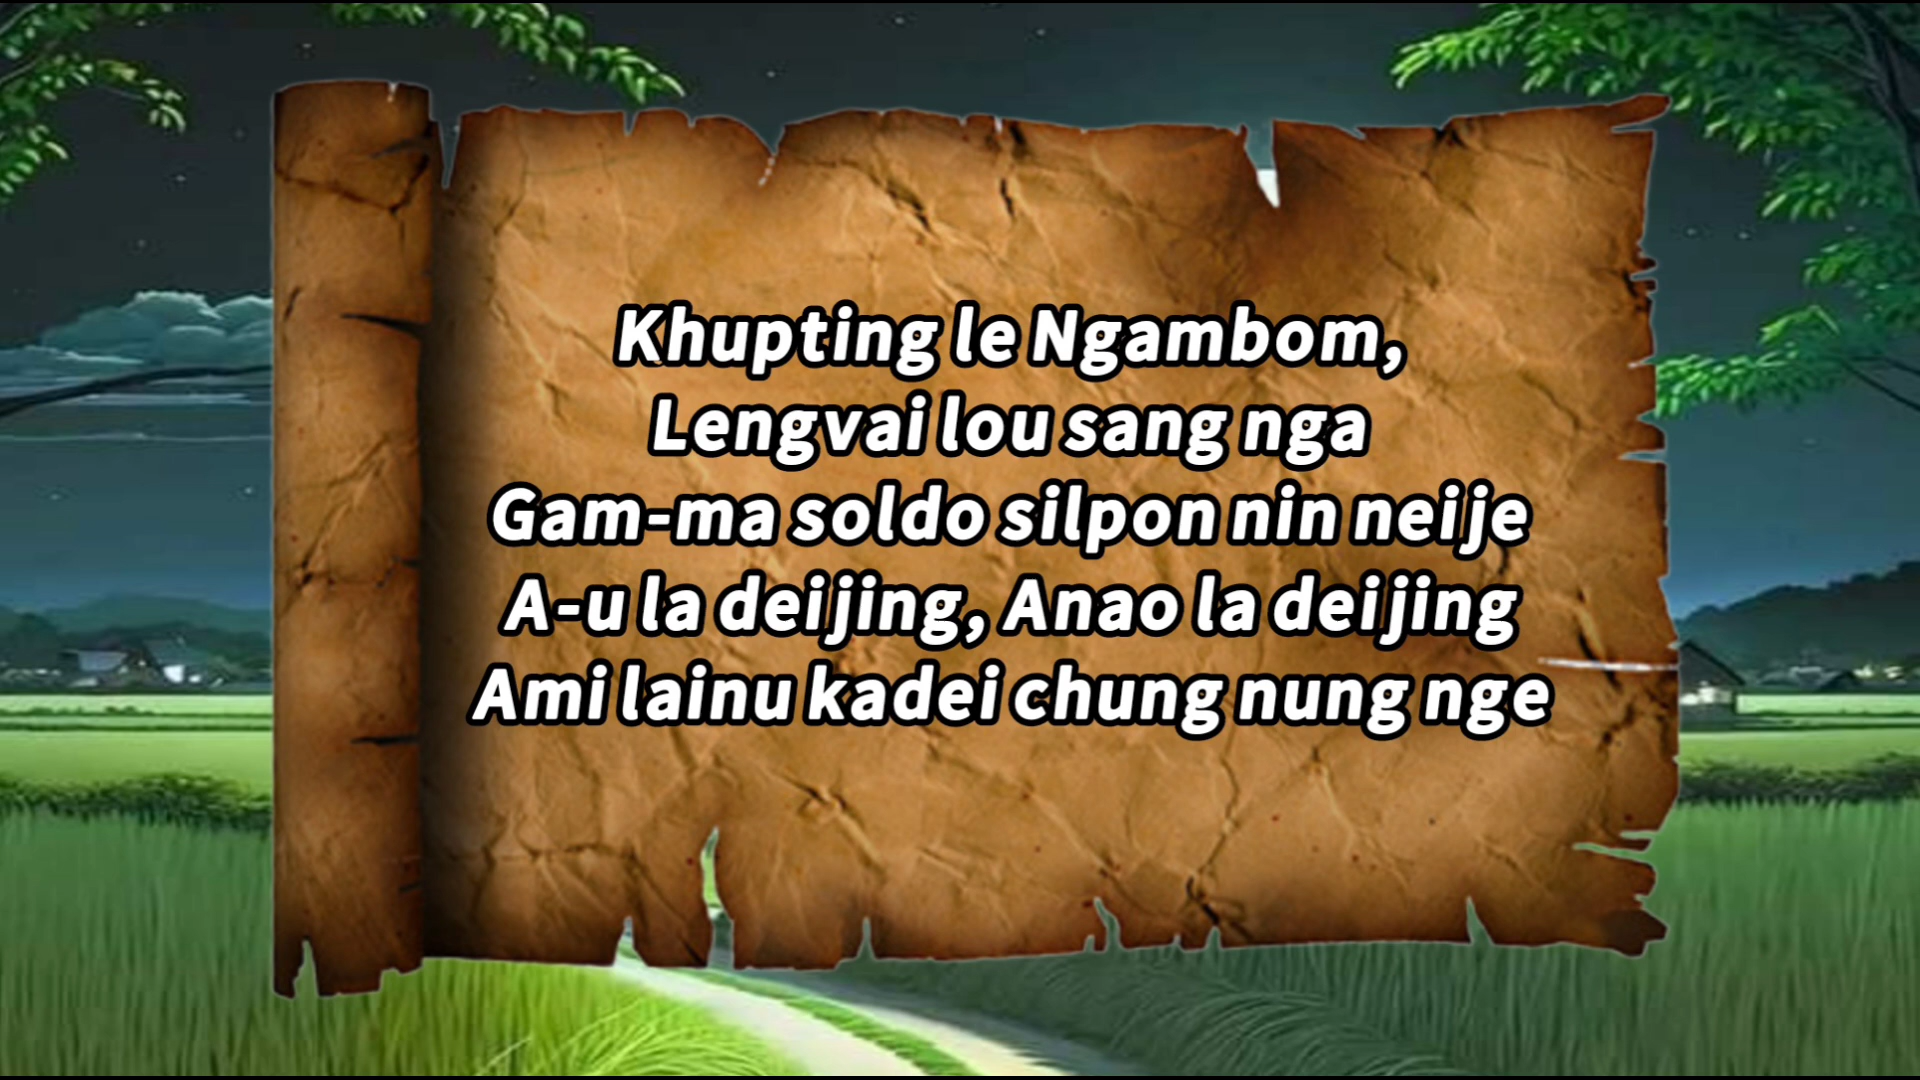 Khupting le Ngambom,
Lengvai lou sang nga
Gam-ma soldo silpon nin neije
A-u la deijing, Anao la deijing
Ami lainu kadei chung nung nge